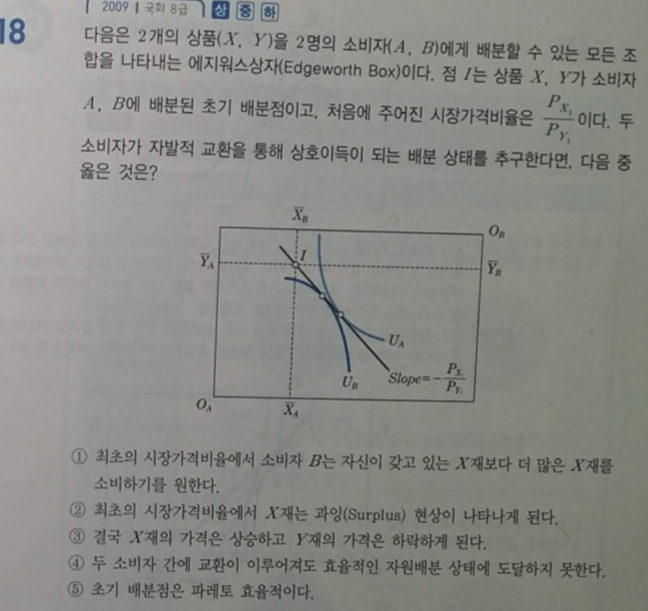 2009 | 국회 8급 상 중 하
18
다음은 2개의 상품(X, Y)을 2명의 소비자(A, B)에게 배분할 수 있는 모든 조
합을 나타내는 에지워스상자(Edgeworth Box)이다. 점 I는 상품 X, Y가 소비자
A, B에 배분된 초기 배분점이고, 처음에 주어진 시장가격비율은 P_{X_1}/P_{Y_1}이다. 두
소비자가 자발적 교환을 통해 상호이득이 되는 배분 상태를 추구한다면, 다음 중
옳은 것은?
X̄_B
O_B
Ȳ_A
I
Ȳ_B
U_A
U_B
Slope=-P_{X_1}/P_{Y_1}
O_A
X̄_A
① 최초의 시장가격비율에서 소비자 B는 자신이 갖고 있는 X재보다 더 많은 X재를
소비하기를 원한다.
② 최초의 시장가격비율에서 X재는 과잉(Surplus) 현상이 나타나게 된다.
③ 결국 X재의 가격은 상승하고 Y재의 가격은 하락하게 된다.
④ 두 소비자 간에 교환이 이루어져도 효율적인 자원배분 상태에 도달하지 못한다.
⑤ 초기 배분점은 파레토 효율적이다.